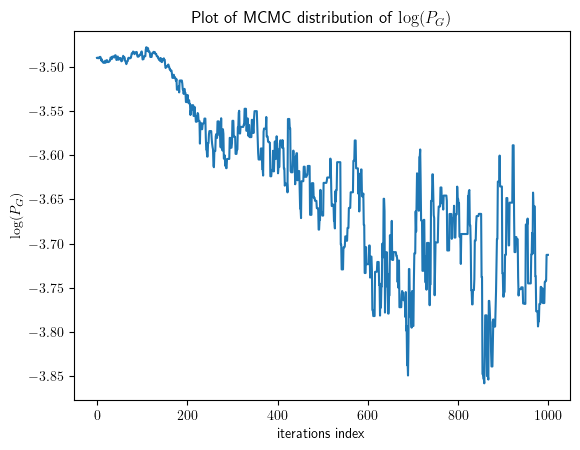 Plot of MCMC distribution of log(P_G)
−3.50
−3.55
−3.60
−3.65
−3.70
−3.75
−3.80
−3.85
log(P_G)
0 200 400 600 800 1000
iterations index